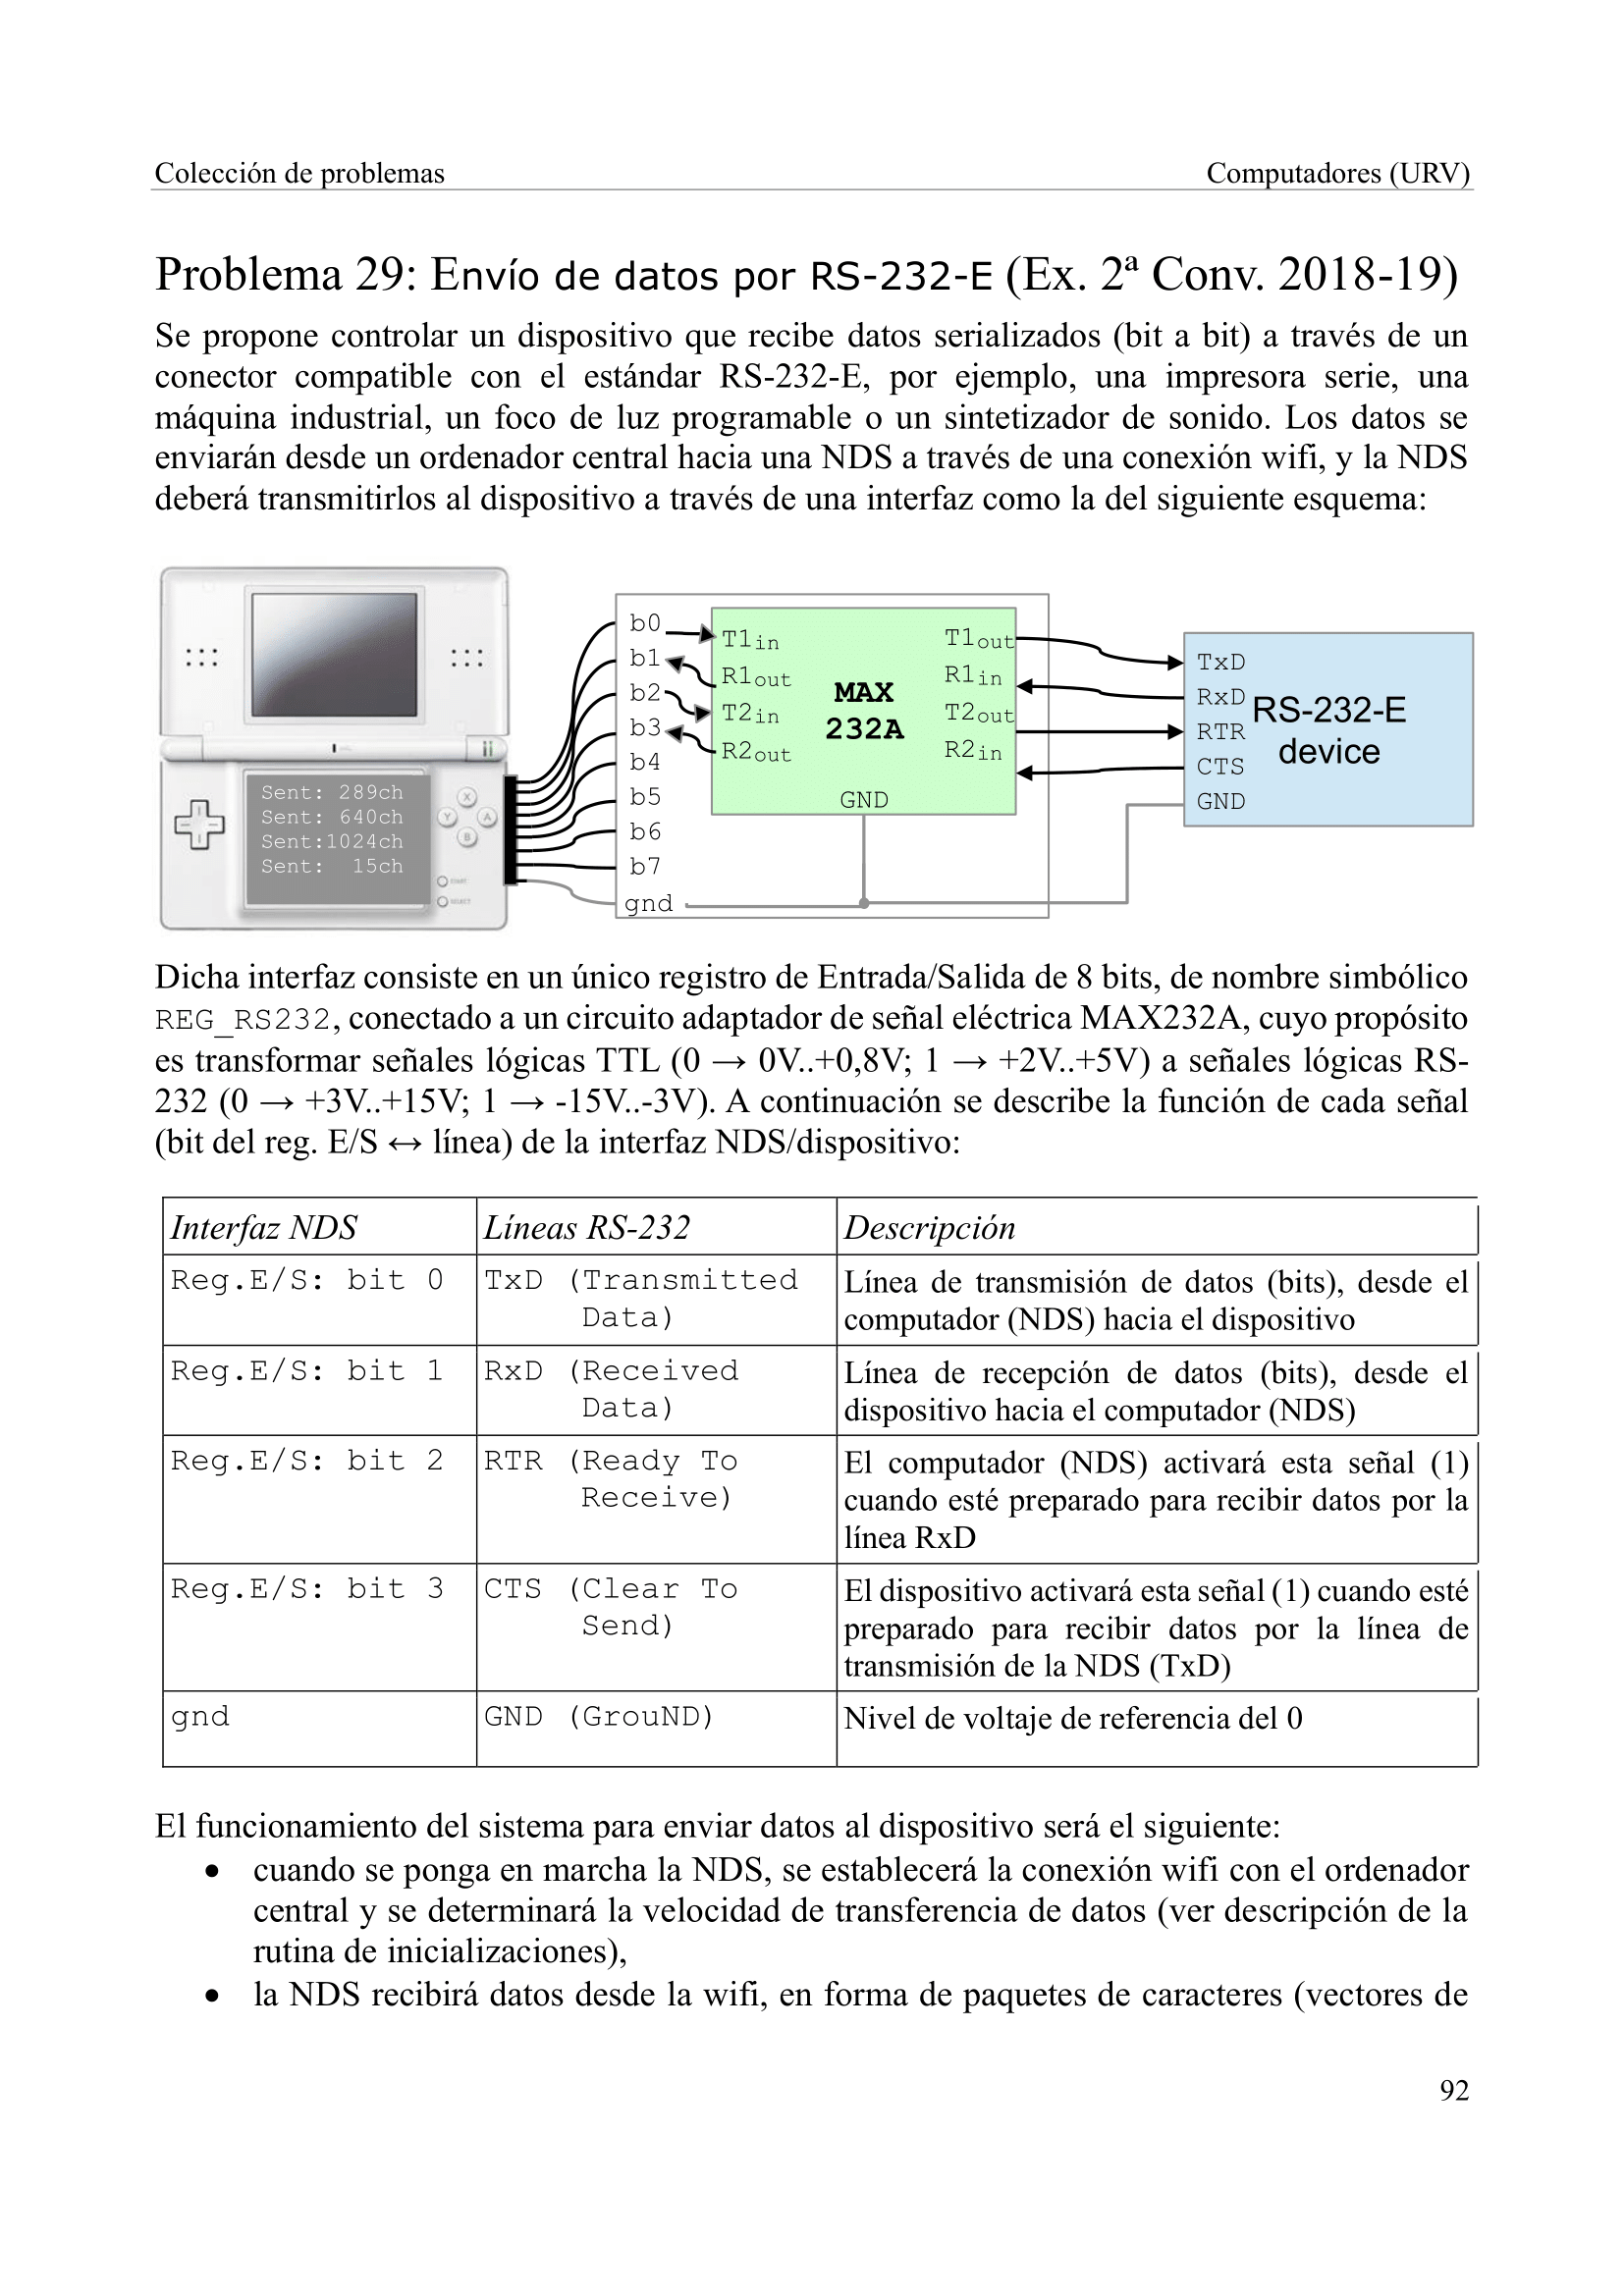 Colección de problemas
Computadores (URV)
Problema 29: Envío de datos por RS-232-E (Ex. 2ª Conv. 2018-19)
Se propone controlar un dispositivo que recibe datos serializados (bit a bit) a través de un
conector compatible con el estándar RS-232-E, por ejemplo, una impresora serie, una
máquina industrial, un foco de luz programable o un sintetizador de sonido. Los datos se
enviarán desde un ordenador central hacia una NDS a través de una conexión wifi, y la NDS
deberá transmitirlos al dispositivo a través de una interfaz como la del siguiente esquema:
Sent: 289ch
Sent: 640ch
Sent:1024ch
Sent: 15ch
X
Y
A
B
START
SELECT
b0
b1
b2
b3
b4
b5
b6
b7
gnd
T1in
R1out
T2in
R2out
MAX
232A
T1out
R1in
T2out
R2in
GND
TxD
RxD
RTR
CTS
GND
RS-232-E
device
Dicha interfaz consiste en un único registro de Entrada/Salida de 8 bits, de nombre simbólico
REG_RS232, conectado a un circuito adaptador de señal eléctrica MAX232A, cuyo propósito
es transformar señales lógicas TTL (0 → 0V..+0,8V; 1 → +2V..+5V) a señales lógicas RS-
232 (0 → +3V..+15V; 1 → -15V..-3V). A continuación se describe la función de cada señal
(bit del reg. E/S ↔ línea) de la interfaz NDS/dispositivo:
Interfaz NDS
Líneas RS-232
Descripción
Reg.E/S: bit 0
TxD (Transmitted
Data)
Línea de transmisión de datos (bits), desde el
computador (NDS) hacia el dispositivo
Reg.E/S: bit 1
RxD (Received
Data)
Línea de recepción de datos (bits), desde el
dispositivo hacia el computador (NDS)
Reg.E/S: bit 2
RTR (Ready To
Receive)
El computador (NDS) activará esta señal (1)
cuando esté preparado para recibir datos por la
línea RxD
Reg.E/S: bit 3
CTS (Clear To
Send)
El dispositivo activará esta señal (1) cuando esté
preparado para recibir datos por la línea de
transmisión de la NDS (TxD)
gnd
GND (GrouND)
Nivel de voltaje de referencia del 0
El funcionamiento del sistema para enviar datos al dispositivo será el siguiente:
• cuando se ponga en marcha la NDS, se establecerá la conexión wifi con el ordenador
central y se determinará la velocidad de transferencia de datos (ver descripción de la
rutina de inicializaciones),
• la NDS recibirá datos desde la wifi, en forma de paquetes de caracteres (vectores de
92